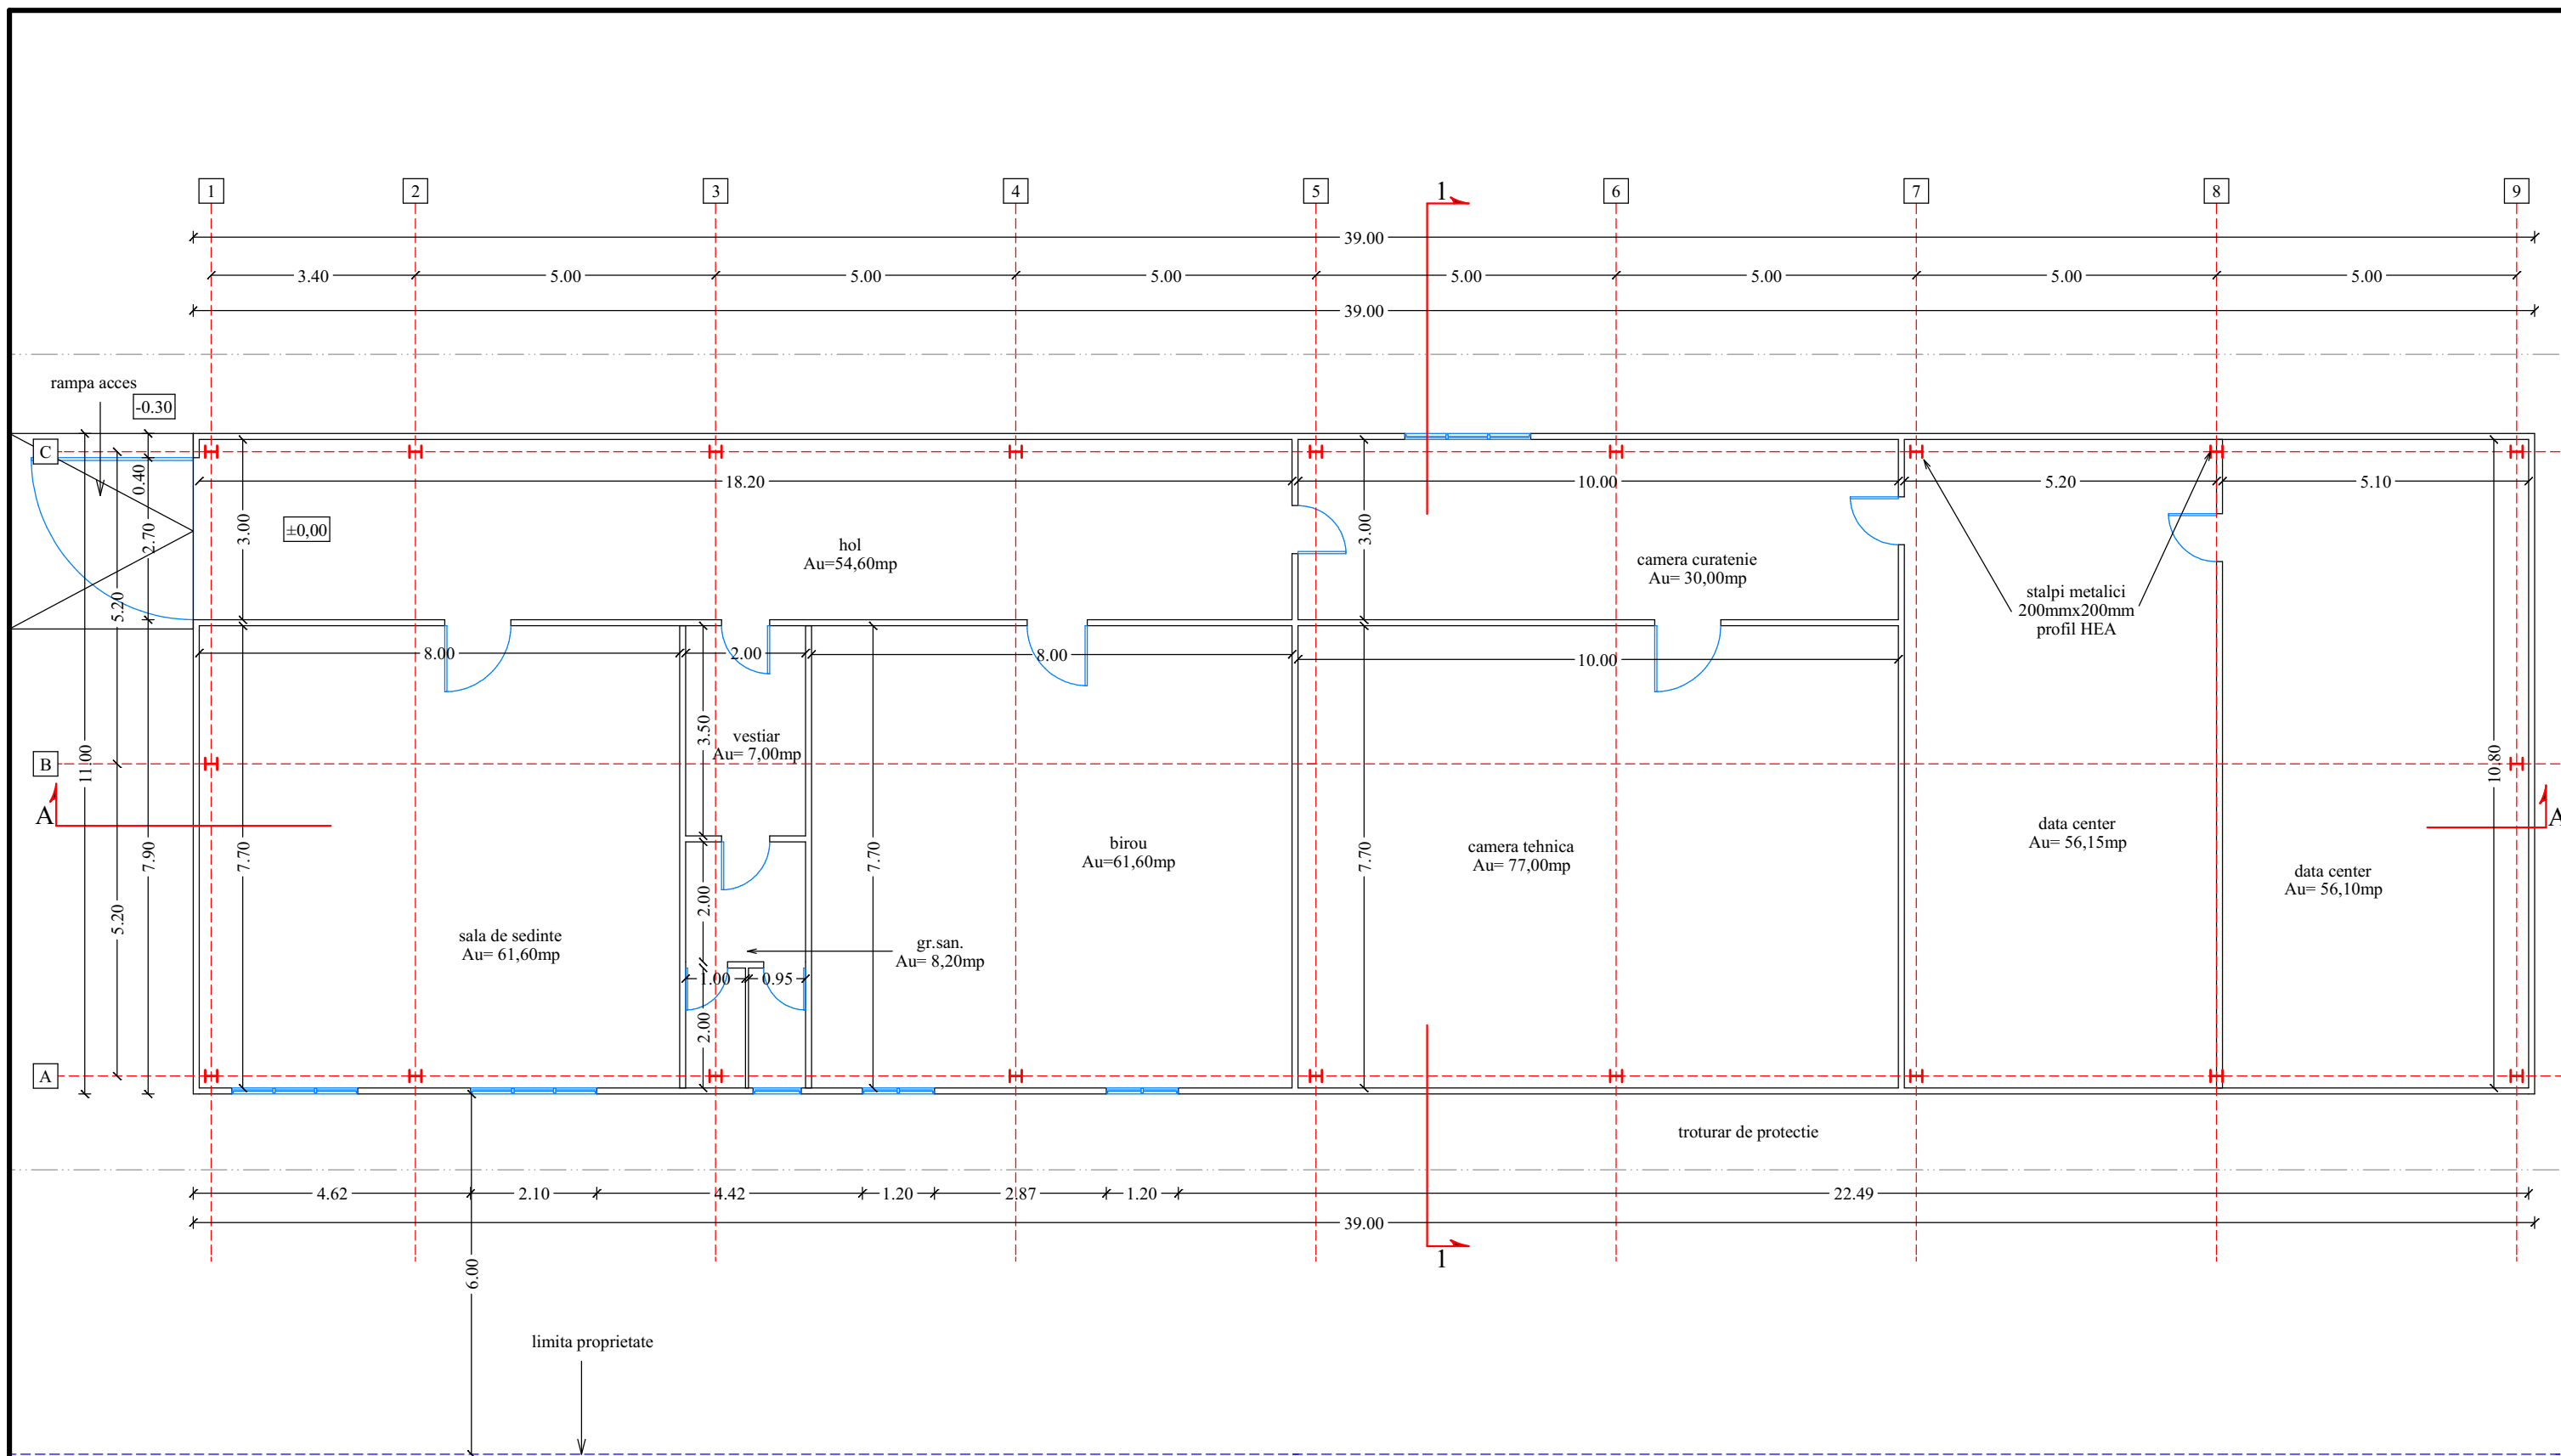 1 2 3 4 5 6 7 8 9
1
39.00
3.40 5.00 5.00 5.00 5.00 5.00 5.00 5.00
39.00
rampa acces
-0.30
C
0.40
18.20 10.00 5.20 5.10
±0,00
2.70
3.00
3.00
5.20
hol
Au=54,60mp
camera curatenie
Au= 30,00mp
stalpi metalici
200mmx200mm
profil HEA
8.00 2.00 8.00 10.00
3.50
vestiar
Au= 7,00mp
B
11.00
10.80
A
A
7.90
7.70
7.70
7.70
birou
Au=61,60mp
camera tehnica
Au= 77,00mp
data center
Au= 56,15mp
data center
Au= 56,10mp
2.00
5.20
sala de sedinte
Au= 61,60mp
gr.san.
Au= 8,20mp
1.00 0.95
2.00
A
troturar de protectie
4.62 2.10 4.42 1.20 2.87 1.20 22.49
39.00
1
6.00
limita proprietate